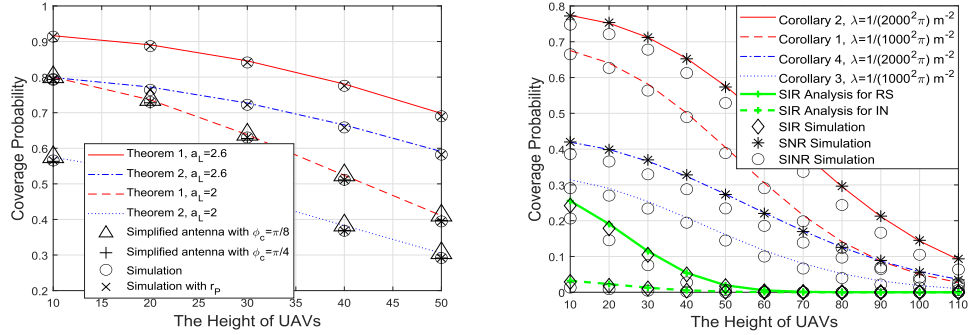 1
0.9
0.8
0.7
0.6
0.5
0.4
0.3
0.2
10 15 20 25 30 35 40 45 50
Coverage Probability
The Height of UAVs
Theorem 1, a_L=2.6
Theorem 2, a_L=2.6
Theorem 1, a_L=2
Theorem 2, a_L=2
Simplified antenna with ϕ_c=π/8
Simplified antenna with ϕ_c=π/4
Simulation
Simulation with r_P
0.8
0.7
0.6
0.5
0.4
0.3
0.2
0.1
0
10 20 30 40 50 60 70 80 90 100 110
Coverage Probability
The Height of UAVs
Corollary 2, λ=1/(2000²π) m⁻²
Corollary 1, λ=1/(1000²π) m⁻²
Corollary 4, λ=1/(2000²π) m⁻²
Corollary 3, λ=1/(1000²π) m⁻²
SIR Analysis for RS
SIR Analysis for IN
SIR Simulation
SNR Simulation
SINR Simulation